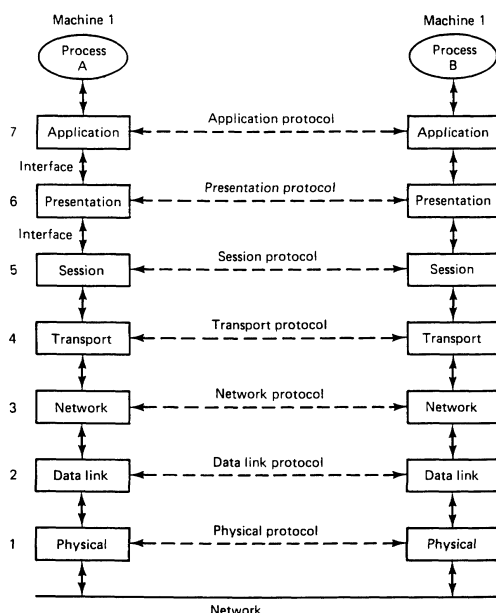 Machine 1 Machine 1
Process Process
A B
Application protocol
7 Application Application
Interface
Presentation protocol
6 Presentation Presentation
Interface
Session protocol
5 Session Session
Transport protocol
4 Transport Transport
Network protocol
3 Network Network
Data link protocol
2 Data link Data link
Physical protocol
1 Physical Physical
Network